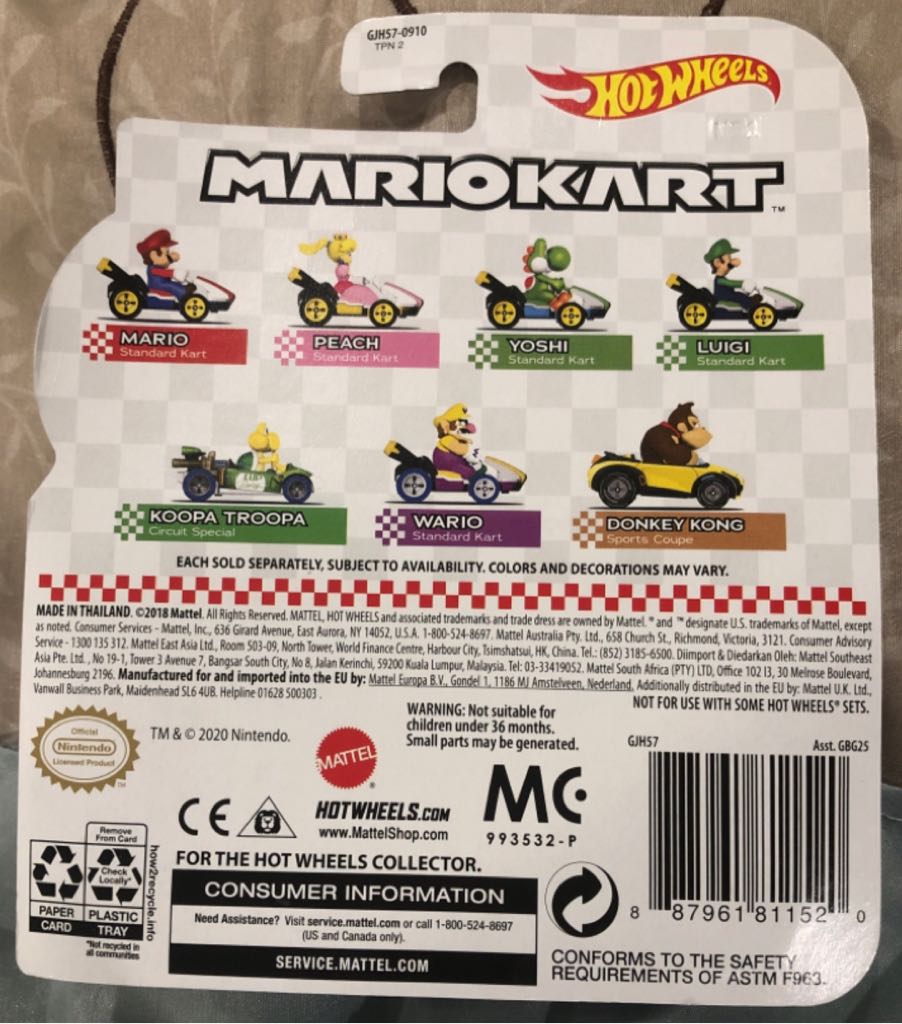 GJH57-0910
TPN 2
HOT WHEELS
MARIOKART™
MARIO
Standard Kart
PEACH
Standard Kart
YOSHI
Standard Kart
LUIGI
Standard Kart
KOOPA TROOPA
Circuit Special
WARIO
Standard Kart
DONKEY KONG
Sports Coupe
EACH SOLD SEPARATELY, SUBJECT TO AVAILABILITY. COLORS AND DECORATIONS MAY VARY.
MADE IN THAILAND. ©2018 Mattel. All Rights Reserved. MATTEL, HOT WHEELS and associated trademarks and trade dress are owned by Mattel. ® and ™ designate U.S. trademarks of Mattel, except
as noted. Consumer Services - Mattel, Inc., 636 Girard Avenue, East Aurora, NY 14052, U.S.A. 1-800-524-8697. Mattel Australia Pty. Ltd., 658 Church St., Richmond, Victoria, 3121. Consumer Advisory
Service - 1300 135 312. Mattel East Asia Ltd., Room 503-09, North Tower, World Finance Centre, Harbour City, Tsimshatsui, HK, China. Tel.: (852) 3185-6500. Diimport & Diedarkan Oleh: Mattel Southeast
Asia Pte. Ltd., No 19-1, Tower 3 Avenue 7, Bangsar South City, No 8, Jalan Kerinchi, 59200 Kuala Lumpur, Malaysia. Tel: 03-33419052. Mattel South Africa (PTY) LTD, Office 102 I3, 30 Melrose Boulevard,
Johannesburg 2196. Manufactured for and imported into the EU by: Mattel Europa B.V., Gondel 1, 1186 MJ Amstelveen, Nederland. Additionally distributed in the EU by: Mattel U.K. Ltd.,
Vanwall Business Park, Maidenhead SL6 4UB. Helpline 01628 500303.
NOT FOR USE WITH SOME HOT WHEELS® SETS.
Official
Nintendo
Licensed Product
™
TM & © 2020 Nintendo.
MATTEL®
WARNING: Not suitable for
children under 36 months.
Small parts may be generated.
GJH57
Asst. GBG25
CE
HOTWHEELS.COM
www.MattelShop.com
MC
993532-P
Remove
From Card
Check
Locally*
PAPER
CARD
PLASTIC
TRAY
*Not recycled in
all communities
how2recycle.info
FOR THE HOT WHEELS COLLECTOR.
CONSUMER INFORMATION
Need Assistance? Visit service.mattel.com or call 1-800-524-8697
(US and Canada only).
SERVICE.MATTEL.COM
8 87961 81152 0
CONFORMS TO THE SAFETY
REQUIREMENTS OF ASTM F963.